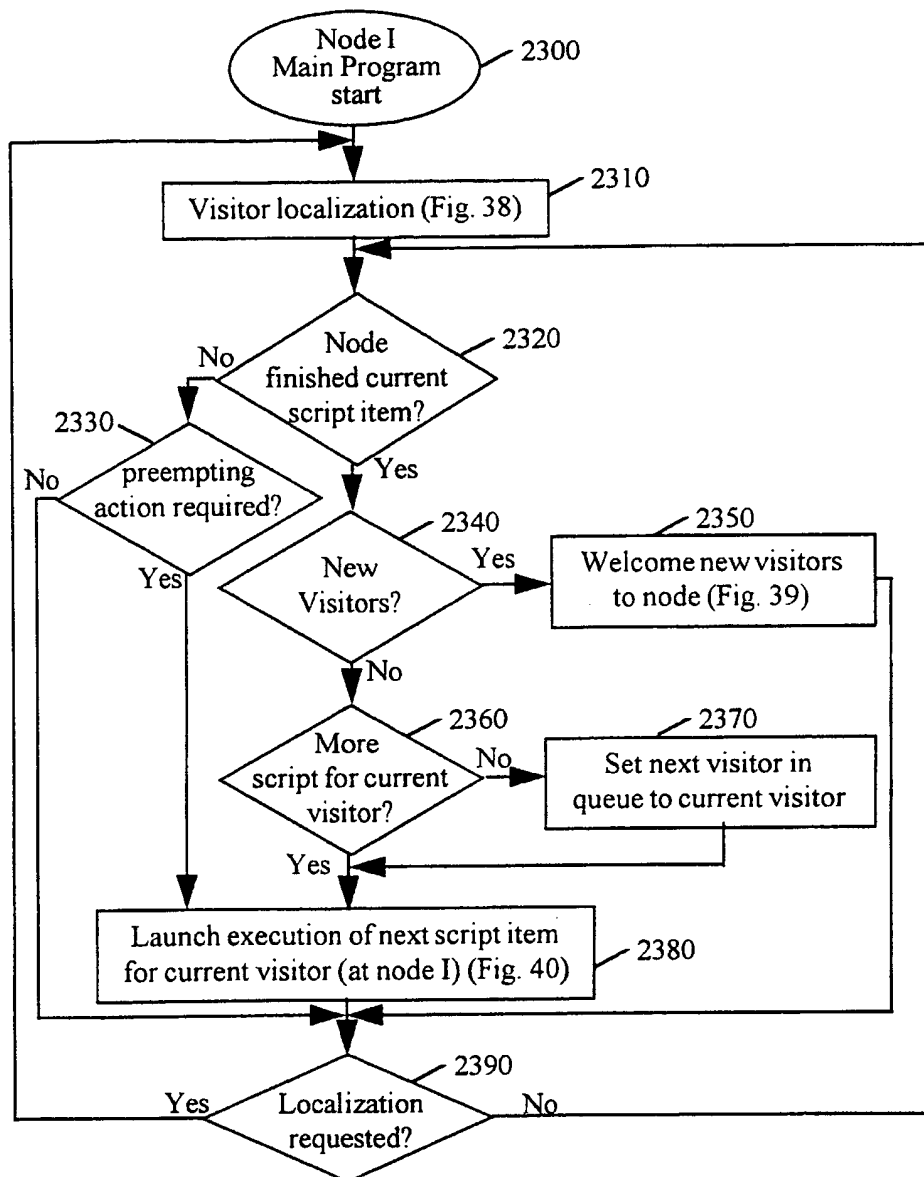 Node I
Main Program
start
2300
2310
Visitor localization (Fig. 38)
2320
Node
finished current
script item?
No
Yes
2330
preempting
action required?
No
Yes
2340
New
Visitors?
Yes
No
2350
Welcome new visitors
to node (Fig. 39)
2360
More
script for current
visitor?
No
Yes
2370
Set next visitor in
queue to current visitor
Launch execution of next script item
for current visitor (at node I) (Fig. 40)
2380
2390
Localization
requested?
Yes
No